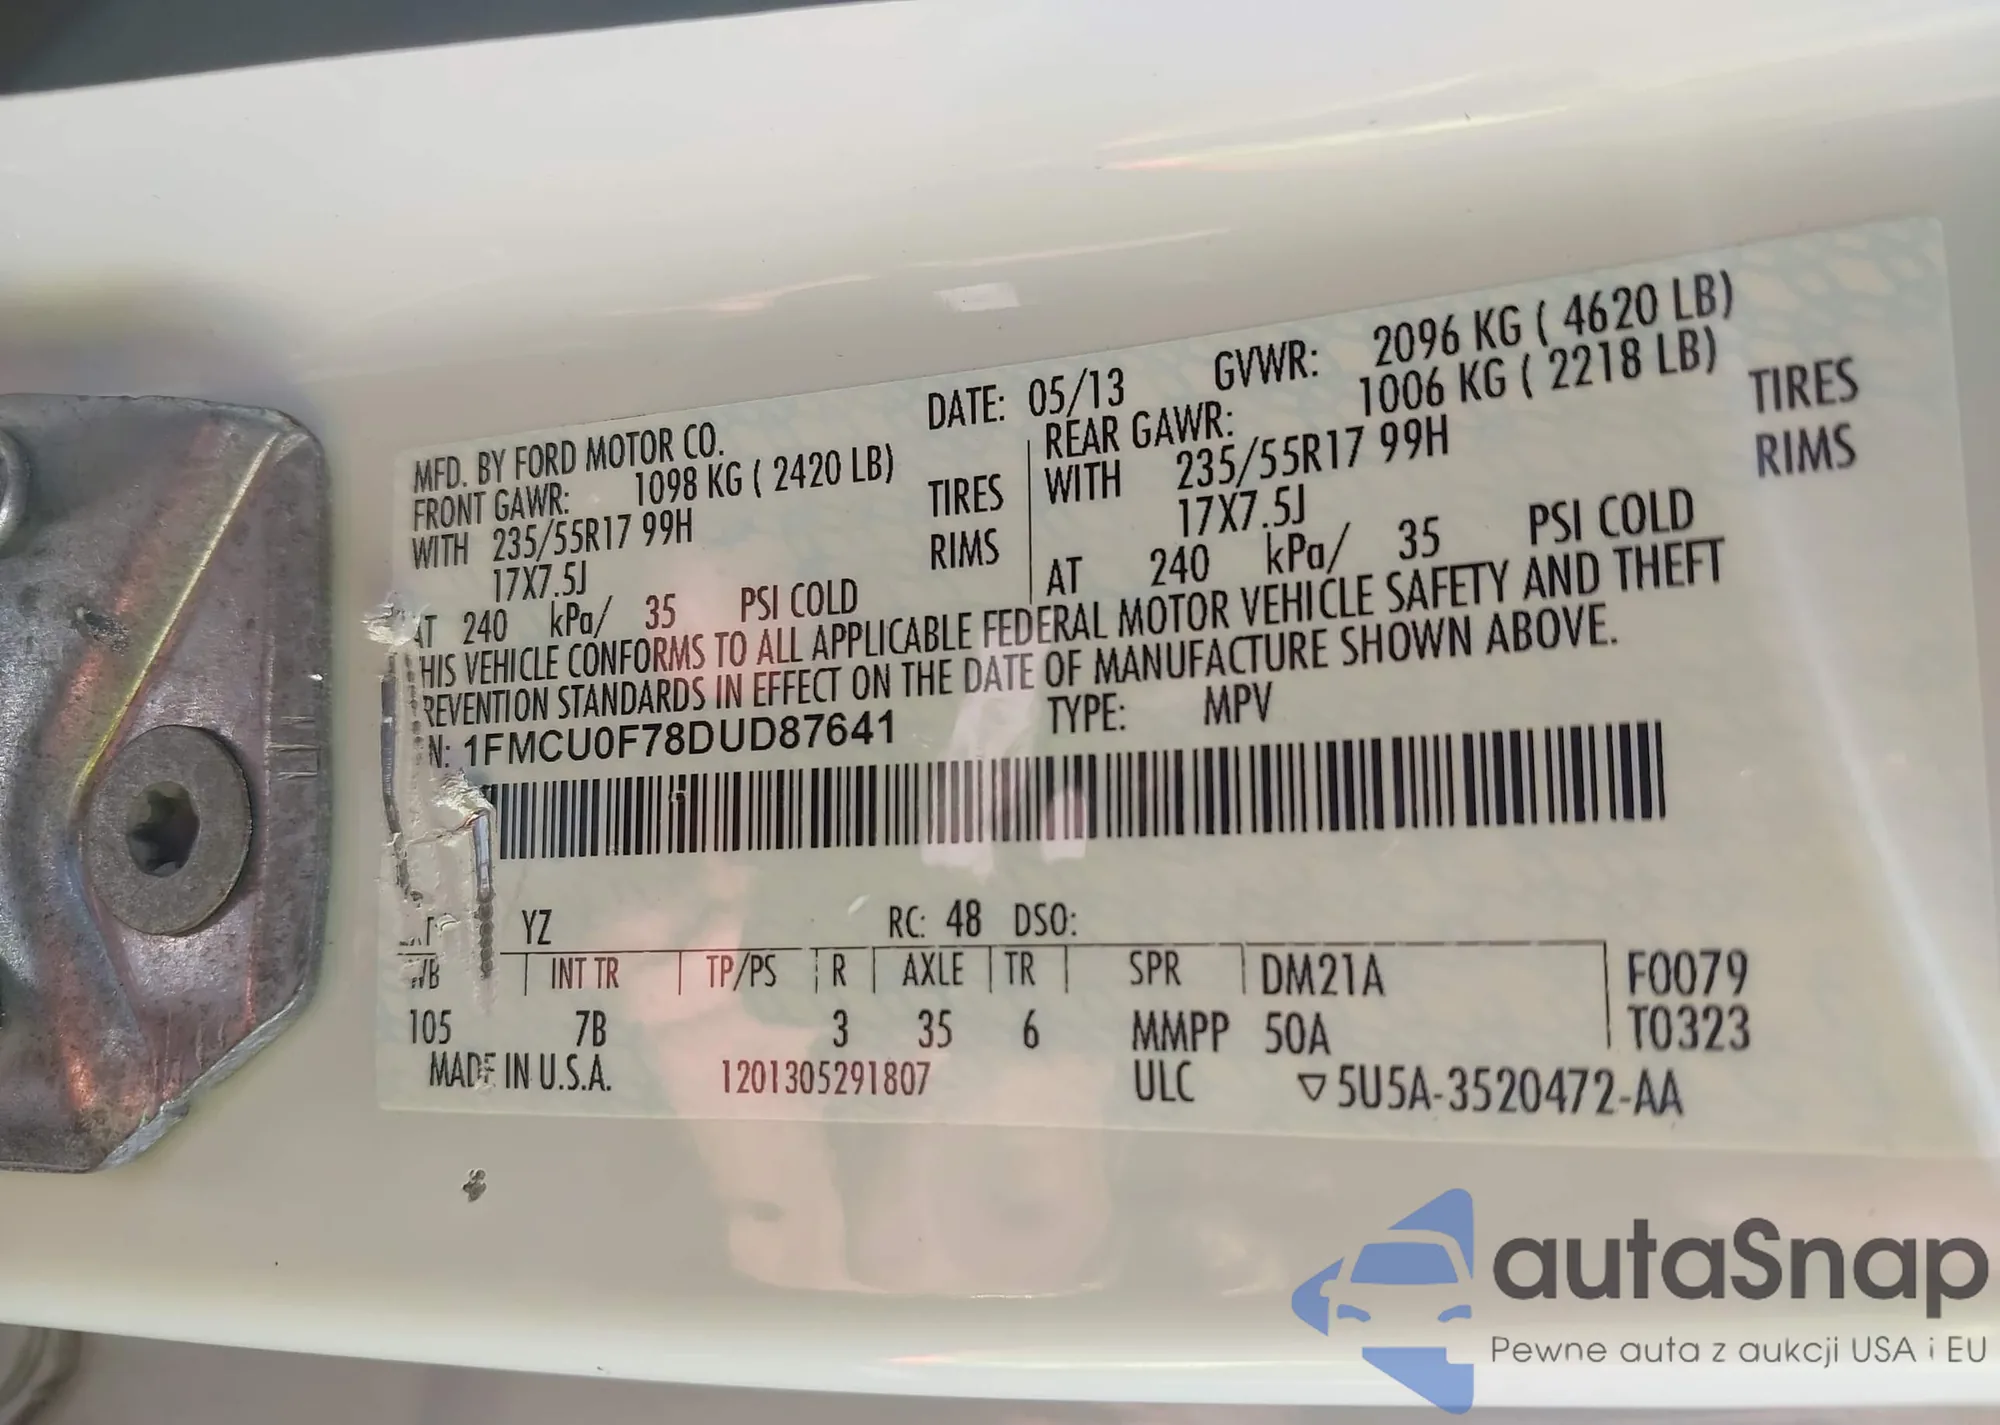 MFD. BY FORD MOTOR CO. DATE: 05/13 GVWR: 2096 KG ( 4620 LB)
FRONT GAWR: 1098 KG ( 2420 LB) REAR GAWR: 1006 KG ( 2218 LB)
WITH 235/55R17 99H TIRES WITH 235/55R17 99H TIRES
17X7.5J RIMS 17X7.5J RIMS
AT 240 kPa/ 35 PSI COLD AT 240 kPa/ 35 PSI COLD
HIS VEHICLE CONFORMS TO ALL APPLICABLE FEDERAL MOTOR VEHICLE SAFETY AND THEFT
REVENTION STANDARDS IN EFFECT ON THE DATE OF MANUFACTURE SHOWN ABOVE.
N: 1FMCU0F78DUD87641 TYPE: MPV
YZ RC: 48 DSO:
WB INT TR TP/PS R AXLE TR SPR DM21A F0079
105 7B 3 35 6 MMPP 50A T0323
MADE IN U.S.A. 1201305291807 ULC ▽5U5A-3520472-AA
autaSnap
Pewne auta z aukcji USA i EU